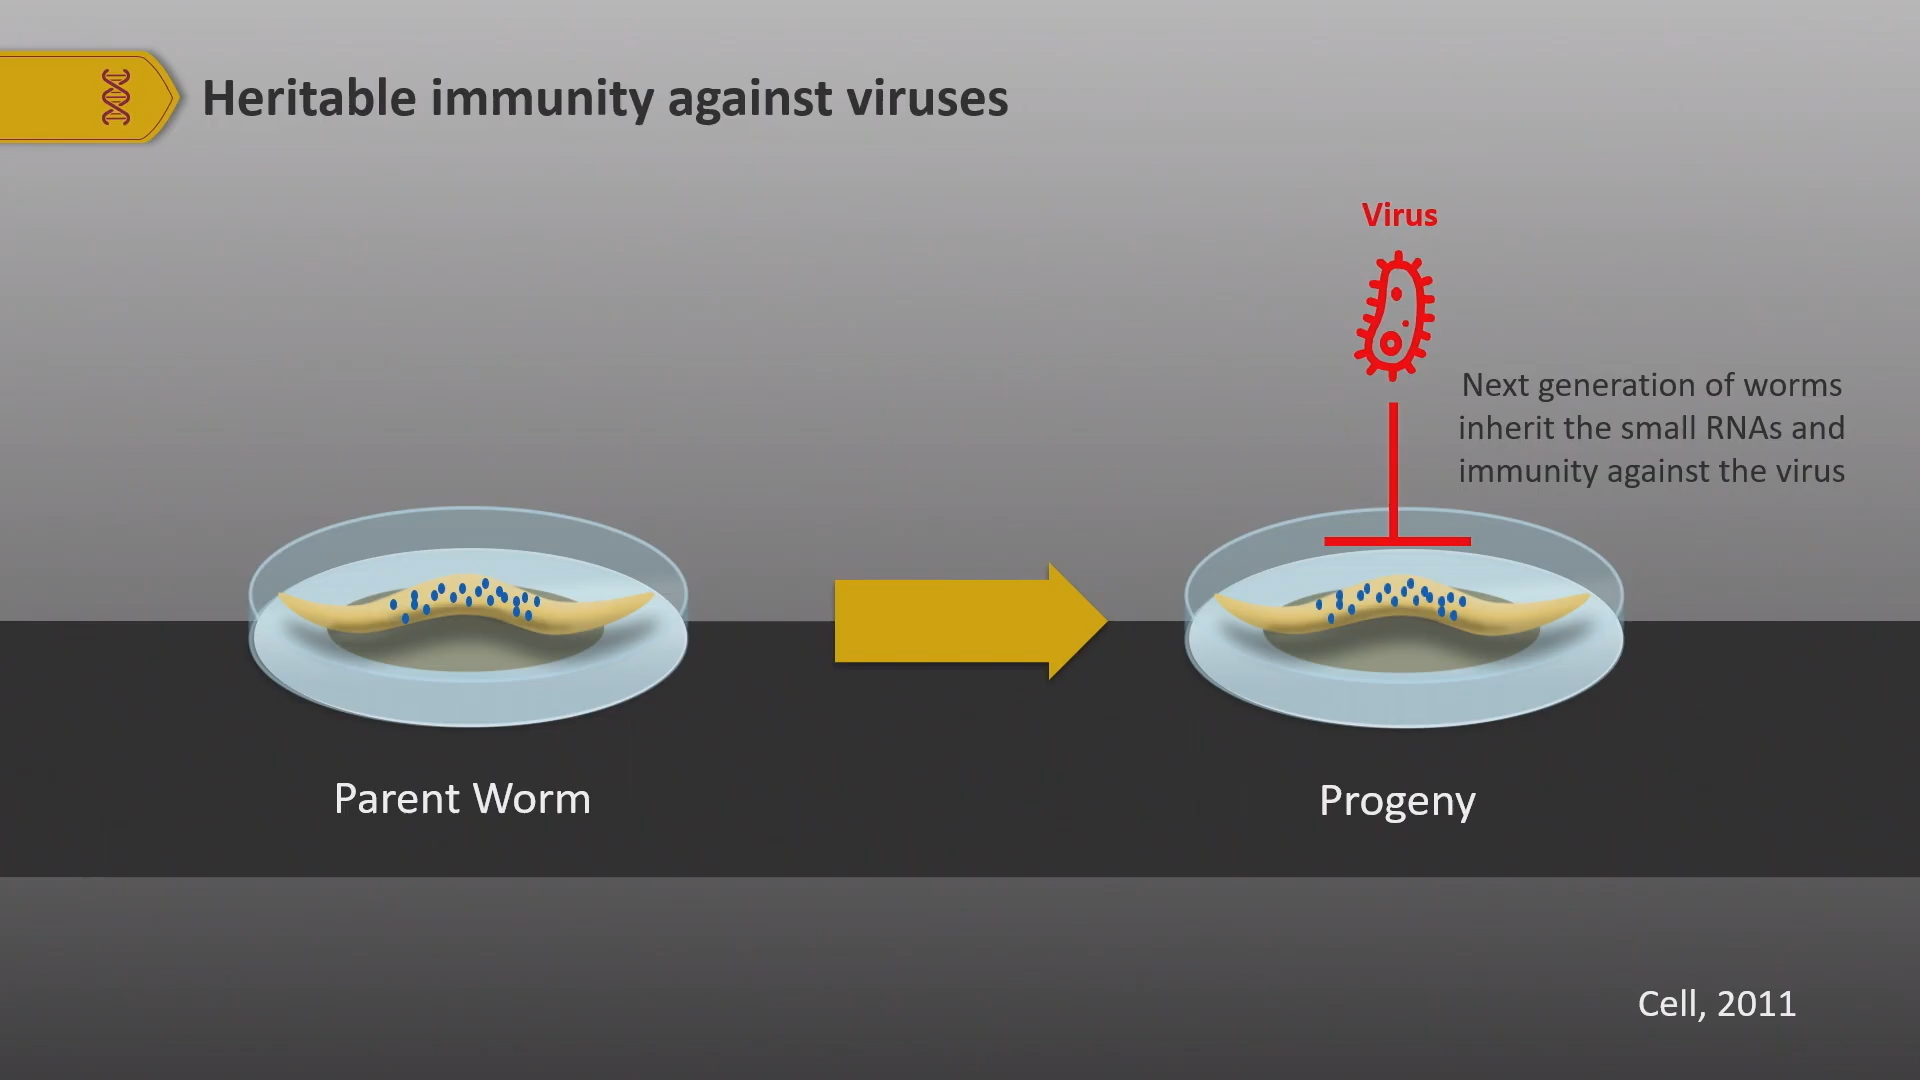 Heritable immunity against viruses
Virus
Next generation of worms
inherit the small RNAs and
immunity against the virus
Parent Worm
Progeny
Cell, 2011